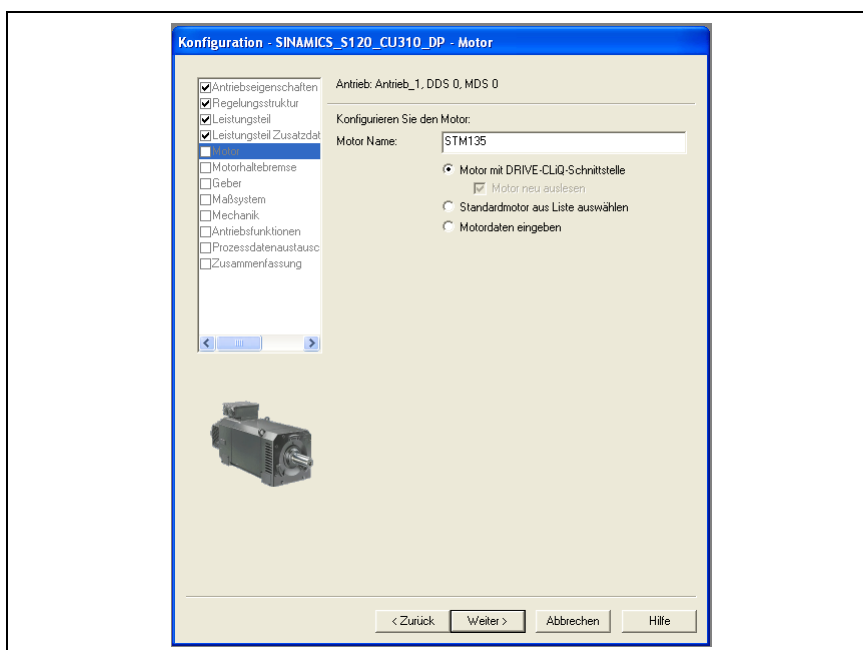 Konfiguration - SINAMICS_S120_CU310_DP - Motor
Antriebseigenschaften
Regelungsstruktur
Leistungsteil
Leistungsteil Zusatzdat
Motor
Motorhaltebremse
Geber
Maßsystem
Mechanik
Antriebsfunktionen
Prozessdatenaustausc
Zusammenfassung
Antrieb: Antrieb_1, DDS 0, MDS 0
Konfigurieren Sie den Motor:
Motor Name: STM135
Motor mit DRIVE-CLiQ-Schnittstelle
Motor neu auslesen
Standardmotor aus Liste auswählen
Motordaten eingeben
< Zurück Weiter > Abbrechen Hilfe